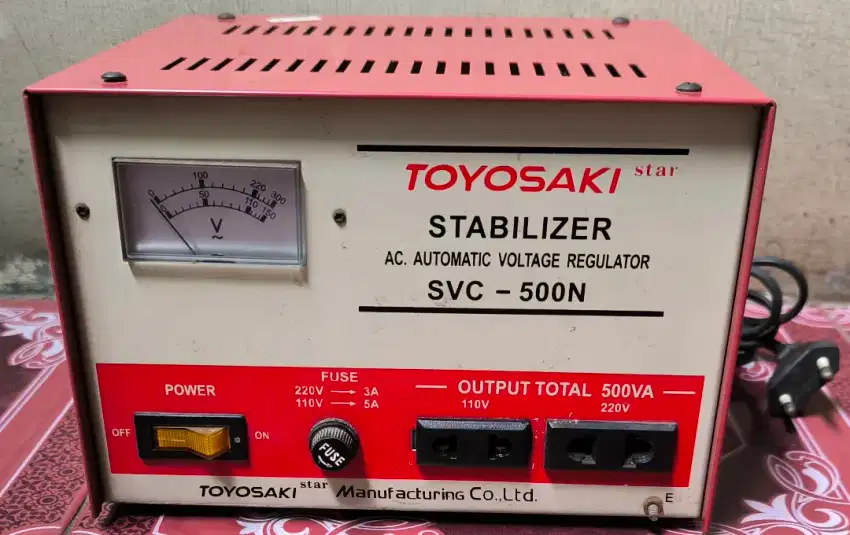 TOYOSAKI star
STABILIZER
AC. AUTOMATIC VOLTAGE REGULATOR
SVC - 500N
0 100 220 300
0 50 110 150
V
~
POWER
OFF ON
FUSE
220V → 3A
110V → 5A
FUSE
OUTPUT TOTAL 500VA
110V 220V
TOYOSAKI star Manufacturing Co.,Ltd.
E